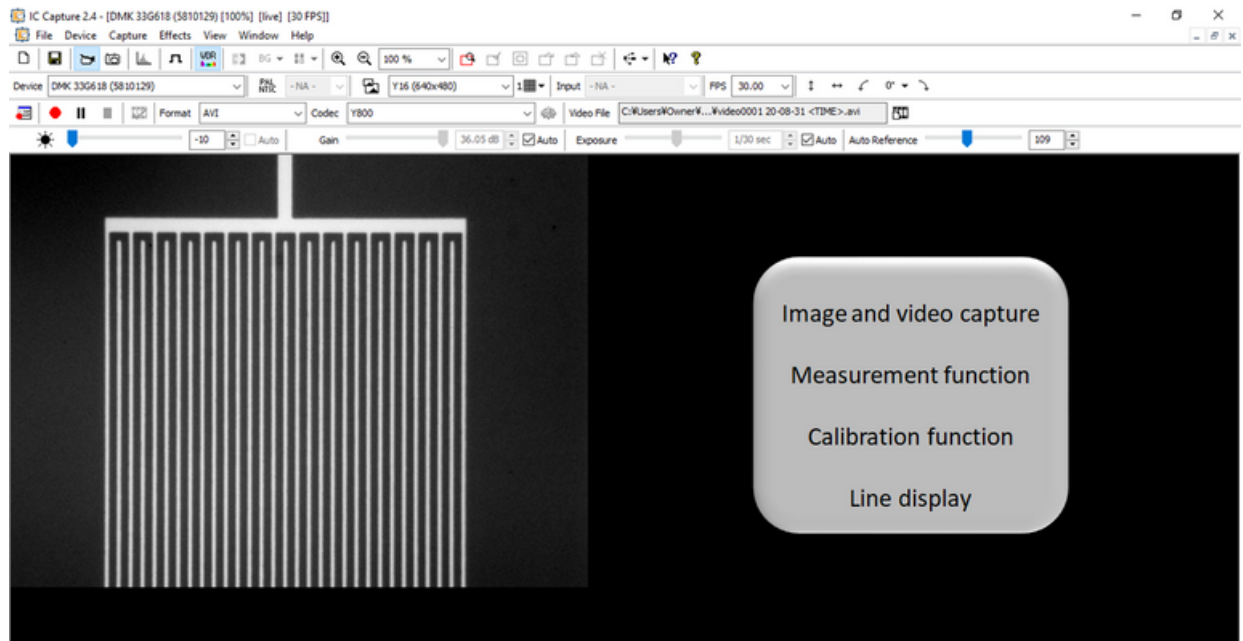 IC Capture 2.4 - [DMK 33G618 (5810129) [100%] [live] [30 FPS]]
File Device Capture Effects View Window Help
BG 100 %
Device DMK 33G618 (5810129) PAL NTSC - NA - Y16 (640x480) 1 Input - NA - FPS 30.00 0°
Format AVI Codec Y800 Video File C:¥Users¥Owner¥...¥video0001 20-08-31 <TIME>.avi
-10 Auto Gain 36.05 dB Auto Exposure 1/30 sec Auto Auto Reference 109
Image and video capture
Measurement function
Calibration function
Line display